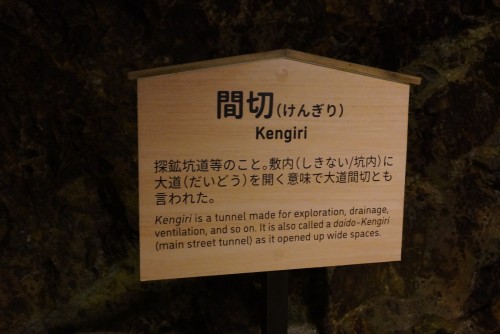 間切(けんぎり)
Kengiri
探鉱坑道等のこと。敷内(しきない/坑内)に
大道(だいどう)を開く意味で大道間切とも
言われた。
Kengiri is a tunnel made for exploration, drainage,
ventilation, and so on. It is also called a daido-Kengiri
(main street tunnel) as it opened up wide spaces.